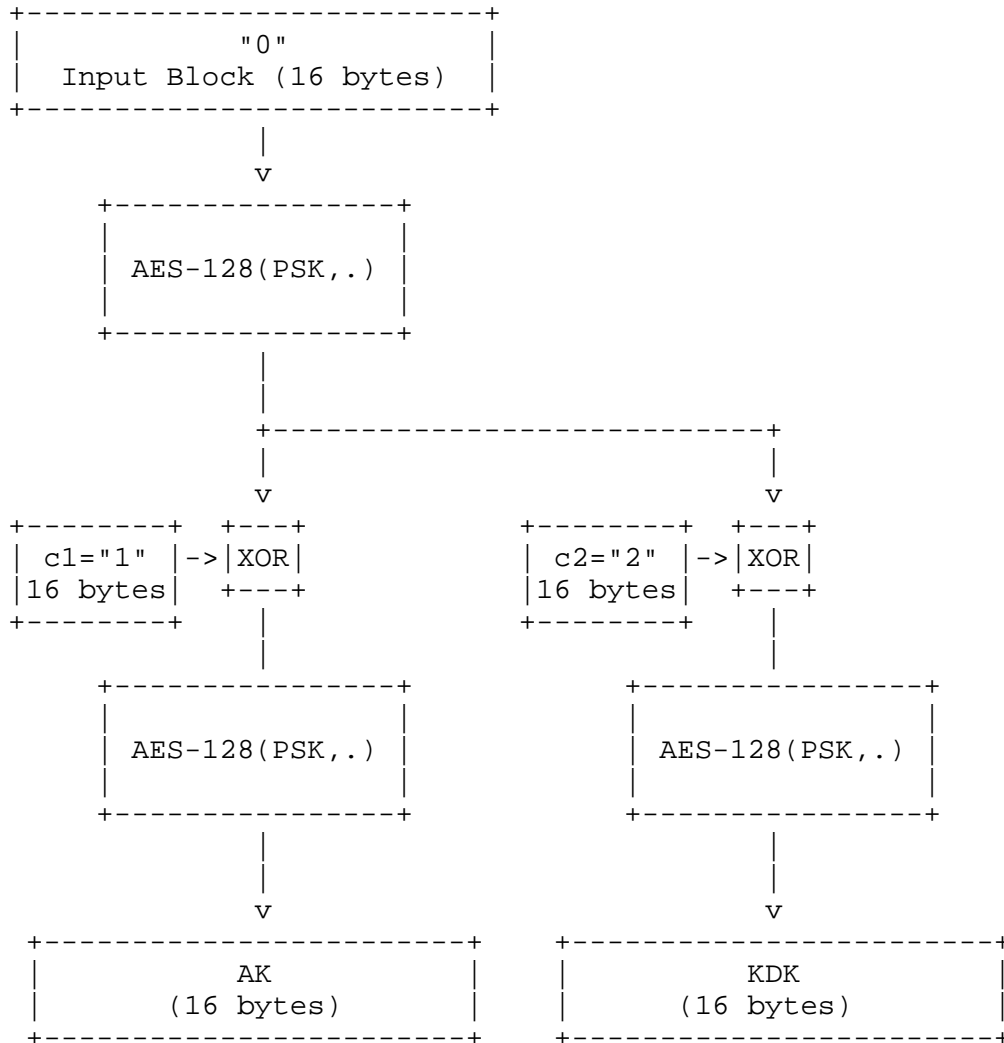 "0"
Input Block (16 bytes)
v
AES-128(PSK,.)
v v
c1="1" ->XOR c2="2" ->XOR
16 bytes 16 bytes
AES-128(PSK,.) AES-128(PSK,.)
v v
AK KDK
(16 bytes) (16 bytes)